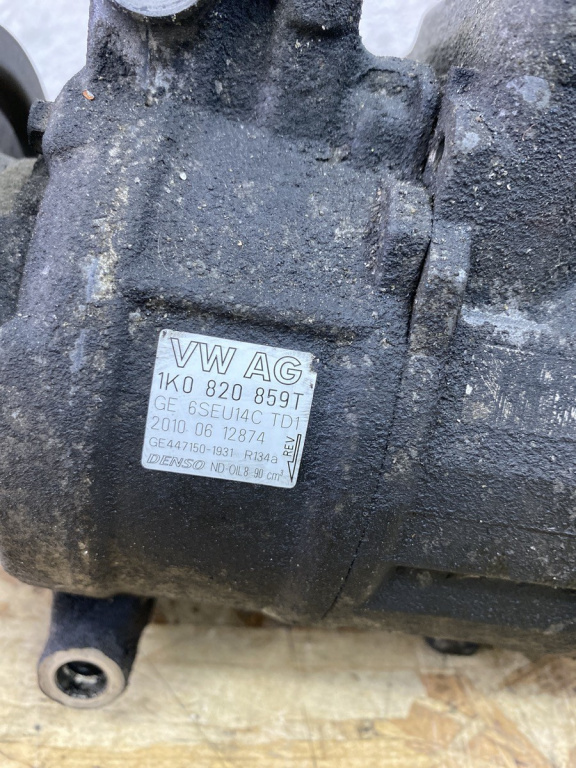 VW AG
1K0 820 859T
GE 6SEU14C TD1
2010 06 12874
GE447150-1931 R134a
DENSO ND-OIL8-90 cm³
REV